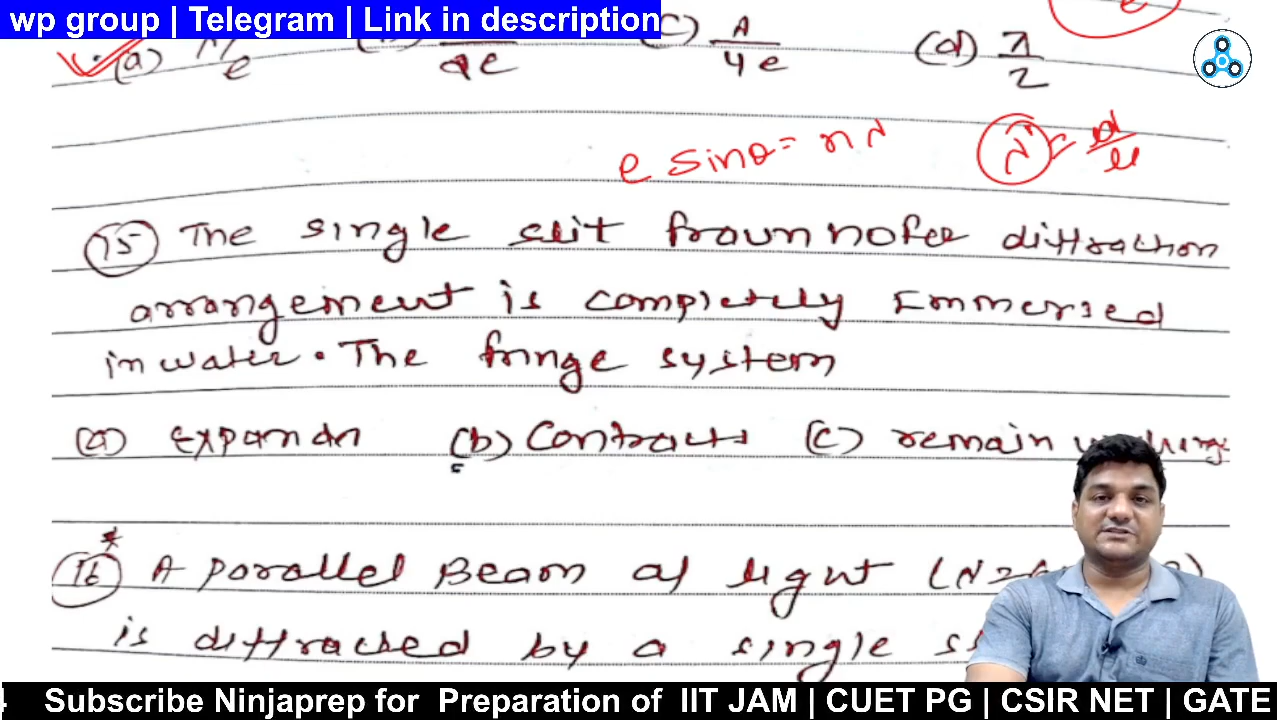 wp group | Telegram | Link in description
(a) λ/e (c) λ/4e (d) λ/2
e sinθ = nλ λ' = λ/μ
15 The single slit frounnofer diffraction
arrangement is completely Immersed
in water. The fringe system
(a) expandn (b) Contracts (c) remain
16 A parallel Beam of light
is diffracted by a single
Subscribe Ninjaprep for Preparation of IIT JAM | CUET PG | CSIR NET | GATE